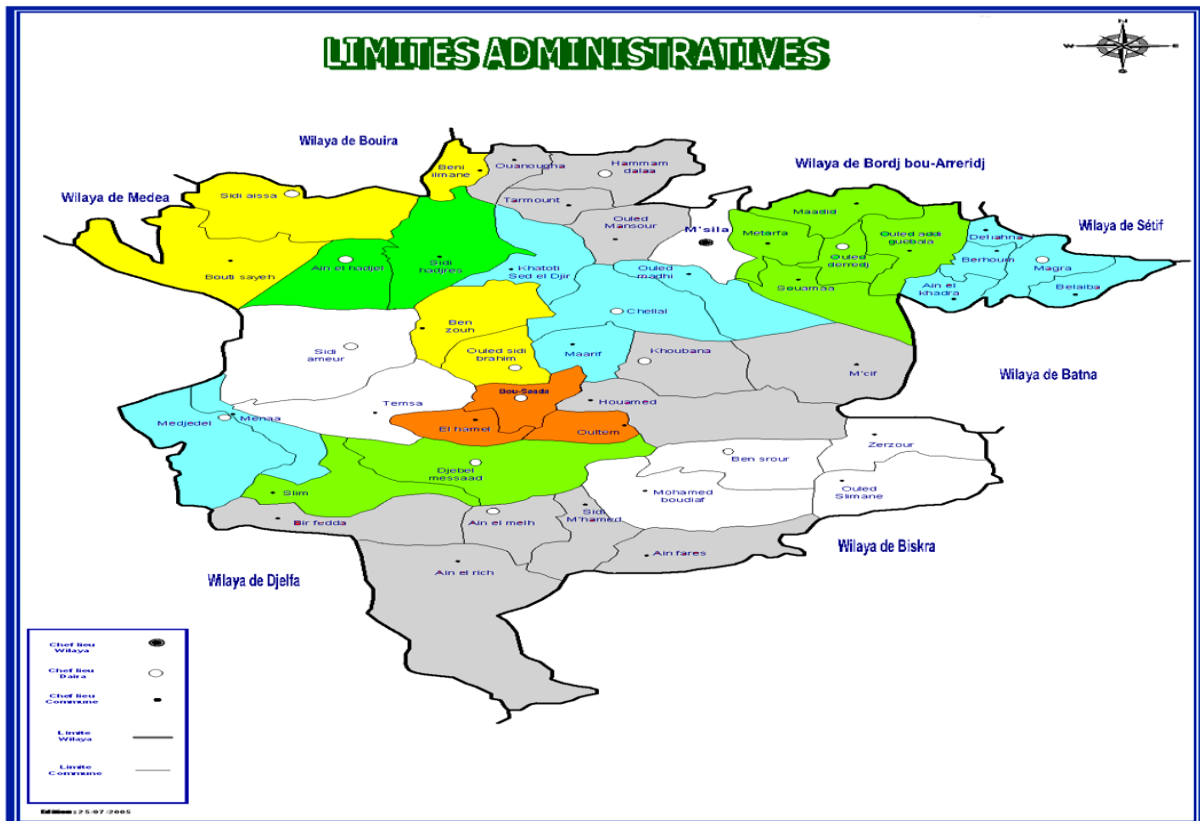 LIMITES ADMINISTRATIVES
N
W
E
S
Wilaya de Bouira
Wilaya de Bordj bou-Arreridj
Wilaya de Medea
Wilaya de Sétif
Beni
ilmane
Ouanougha
Hammam
dalaa
Sidi aissa
Tarmount
Ouled
Mansour
M'sila
Maadid
Metarfa
Ouled addi
guebala
Ouled
derredj
Dehahna
Berhoum
Magra
Belaiba
Ain el
khadra
Souamaa
Bouti sayeh
Ain el hadjel
Sidi
hadjres
Khatoti
Sed el Djir
Ouled
madhi
Chellal
Ben
zouh
Sidi
ameur
Ouled sidi
brahim
Maarif
Khoubana
M'cif
Wilaya de Batna
Bou-Saada
Houamed
Temsa
Medjedel
Menaa
El hamel
Oultem
Zerzour
Ben srour
Djebel
messaad
Slim
Mohamed
boudiaf
Ouled
Slimane
Bir fedda
Ain el melh
Sidi
M'hamed
Ain fares
Wilaya de Biskra
Ain el rich
Wilaya de Djelfa
Chef lieu
Wilaya
Chef lieu
Daira
Chef lieu
Commune
Limite
Wilaya
Limite
Commune
Edition : 25-07-2005